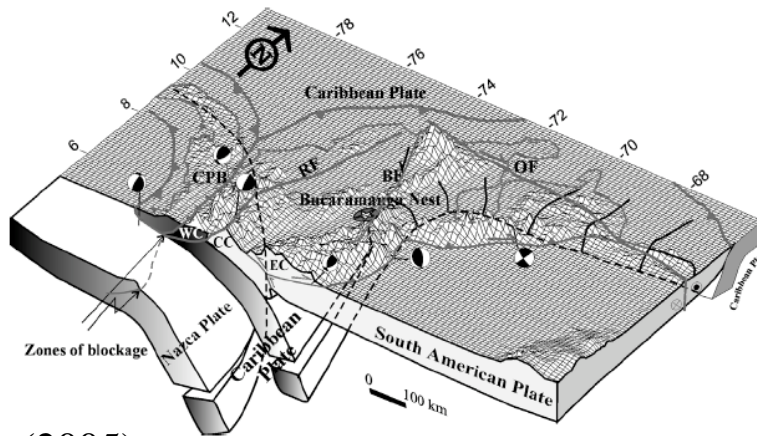 12
-78
10
-76
8
-74
6
-72
-70
-68
N
Caribbean Plate
CPB
RF
BF
OF
Bucaramanga Nest
WC
CC
EC
Nazca Plate
Caribbean
plate
South American Plate
Zones of blockage
0
100 km